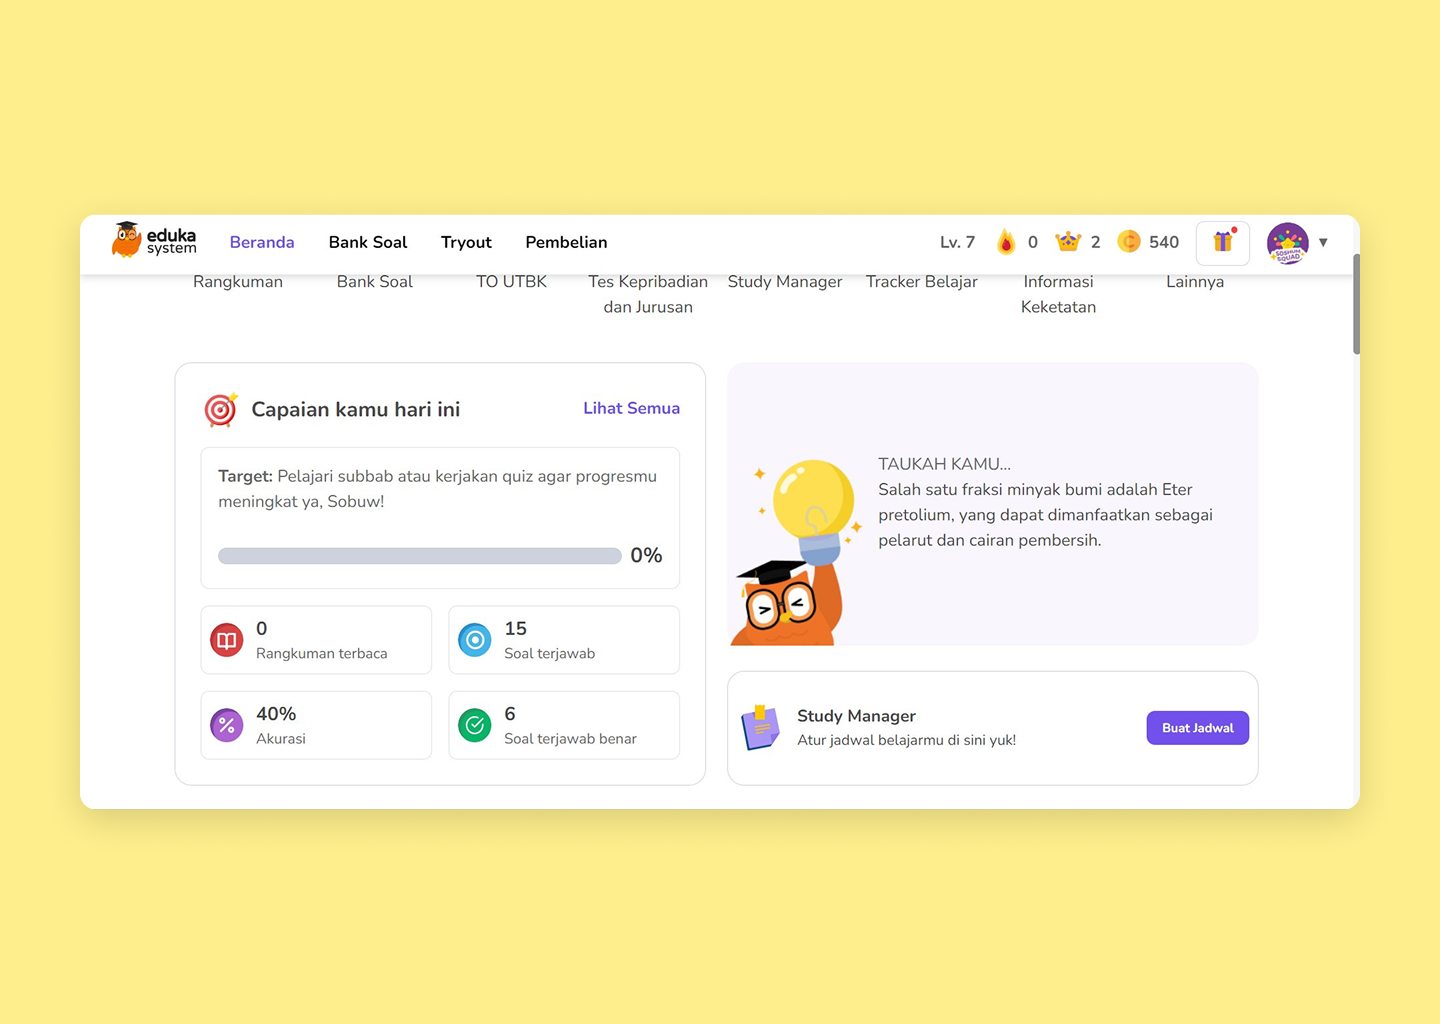 eduka
system
Beranda
Bank Soal
Tryout
Pembelian
Lv. 7
0
2
540
SOSHUM
SQUAD
Rangkuman
Bank Soal
TO UTBK
Tes Kepribadian
dan Jurusan
Study Manager
Tracker Belajar
Informasi
Keketatan
Lainnya
Capaian kamu hari ini
Lihat Semua
Target: Pelajari subbab atau kerjakan quiz agar progresmu
meningkat ya, Sobuw!
0%
0
Rangkuman terbaca
15
Soal terjawab
40%
Akurasi
6
Soal terjawab benar
TAUKAH KAMU...
Salah satu fraksi minyak bumi adalah Eter
pretolium, yang dapat dimanfaatkan sebagai
pelarut dan cairan pembersih.
Study Manager
Atur jadwal belajarmu di sini yuk!
Buat Jadwal